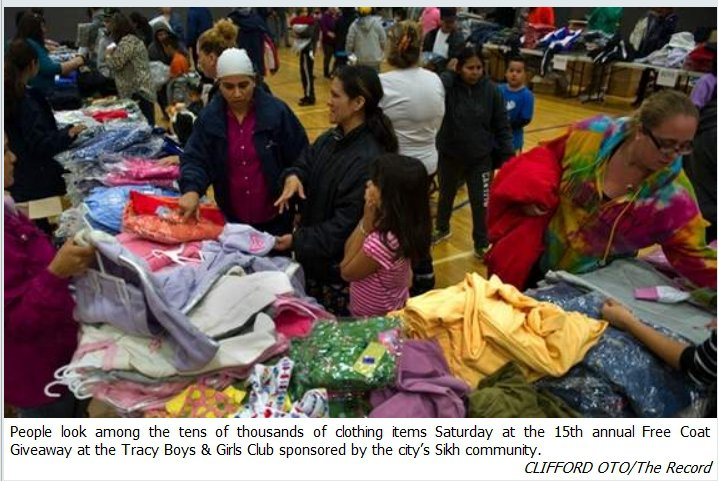 People look among the tens of thousands of clothing items Saturday at the 15th annual Free Coat
Giveaway at the Tracy Boys & Girls Club sponsored by the city's Sikh community.
CLIFFORD OTO/The Record